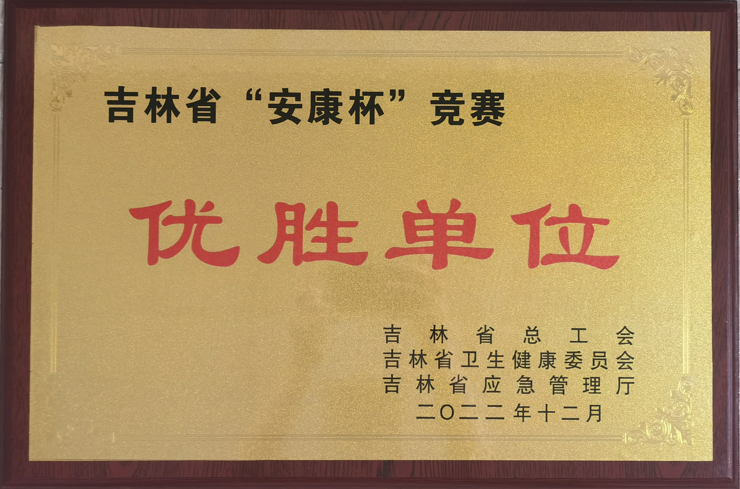 吉林省“安康杯”竞赛
优胜单位
吉林省总工会
吉林省卫生健康委员会
吉林省应急管理厅
二〇二二年十二月